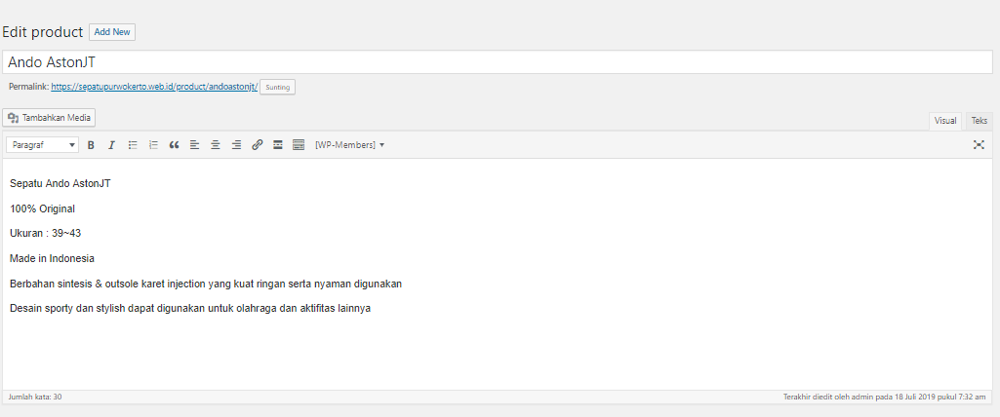 Edit product Add New
Ando AstonJT
Permalink: https://sepatupurwokerto.web.id/product/andoastonjt/ Sunting
Tambahkan Media
Visual Teks
Paragraf B I [WP-Members]
Sepatu Ando AstonJT
100% Original
Ukuran : 39~43
Made in Indonesia
Berbahan sintesis & outsole karet injection yang kuat ringan serta nyaman digunakan
Desain sporty dan stylish dapat digunakan untuk olahraga dan aktifitas lainnya
Jumlah kata: 30 Terakhir diedit oleh admin pada 18 Juli 2019 pukul 7:32 am